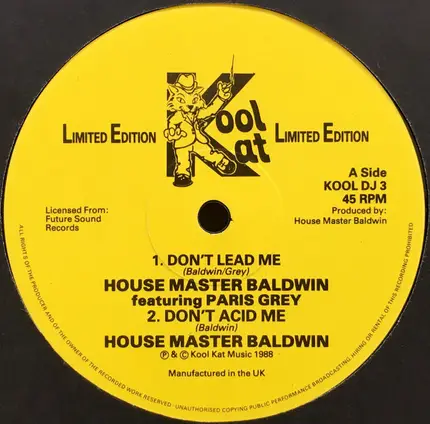 Kool
Kat
LIMITED EDITION
LIMITED EDITION
A Side
KOOL DJ 3
45 RPM
Produced by:
House Master Baldwin
Licensed From:
Future Sound
Records
1. DON'T LEAD ME
(Baldwin/Grey)
HOUSE MASTER BALDWIN
featuring PARIS GREY
2. DON'T ACID ME
(Baldwin)
HOUSE MASTER BALDWIN
℗ & © Kool Kat Music 1988
Manufactured in the UK
ALL RIGHTS OF THE PRODUCER AND OF THE OWNER OF THE RECORDED WORK RESERVED · UNAUTHORISED COPYING PUBLIC PERFORMANCE BROADCASTING, HIRING OR RENTAL OF THIS RECORDING PROHIBITED